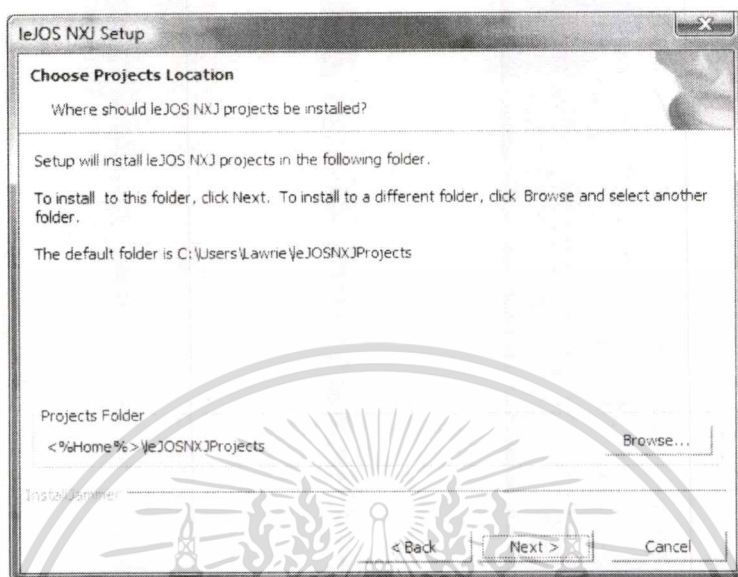 leJOS NXJ Setup
Choose Projects Location
Where should leJOS NXJ projects be installed?
Setup will install leJOS NXJ projects in the following folder.
To install to this folder, click Next. To install to a different folder, click Browse and select another
folder.
The default folder is C:\Users\Lawrie\leJOSNXJProjects
Projects Folder
<%Home%>\leJOSNXJProjects
Browse...
InstallJammer
< Back
Next >
Cancel